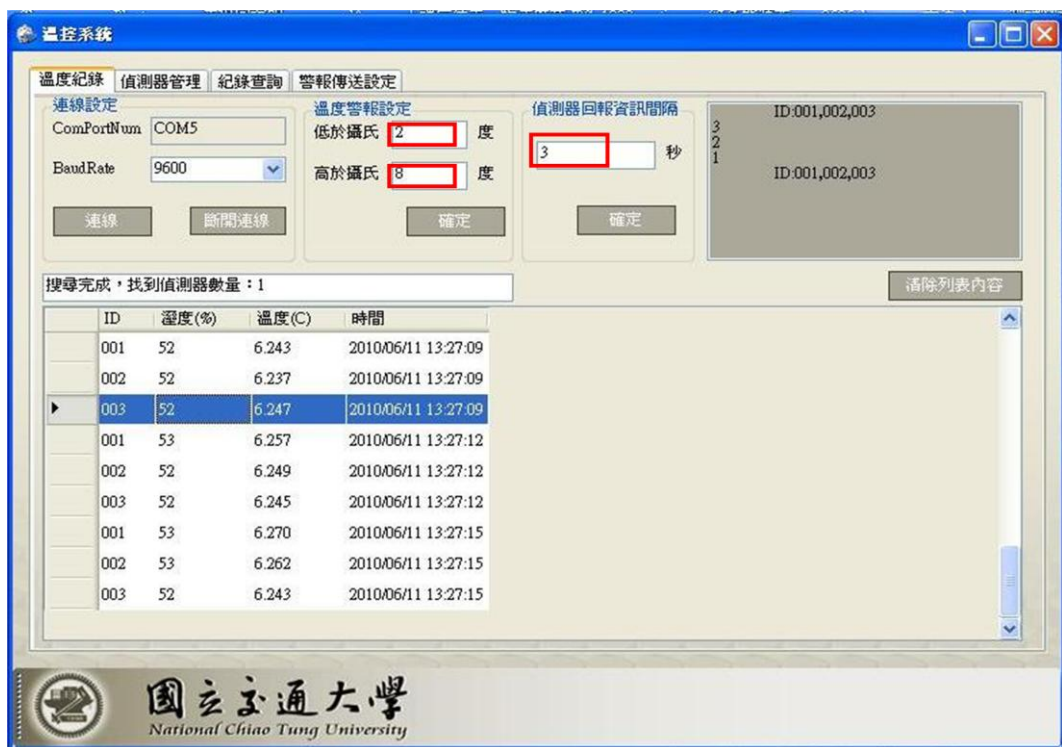 溫控系統
溫度紀錄 偵測器管理 紀錄查詢 警報傳送設定
連線設定
ComPortNum COM5
BaudRate 9600
連線 斷開連線
溫度警報設定
低於攝氏 2 度
高於攝氏 8 度
確定
偵測器回報資訊間隔
3 秒
確定
ID:001,002,003
3
2
1
ID:001,002,003
搜尋完成,找到偵測器數量:1
清除列表內容
ID 溼度(%) 溫度(C) 時間
001 52 6.243 2010/06/11 13:27:09
002 52 6.237 2010/06/11 13:27:09
003 52 6.247 2010/06/11 13:27:09
001 53 6.257 2010/06/11 13:27:12
002 52 6.249 2010/06/11 13:27:12
003 52 6.245 2010/06/11 13:27:12
001 53 6.270 2010/06/11 13:27:15
002 53 6.262 2010/06/11 13:27:15
003 52 6.243 2010/06/11 13:27:15
國立交通大學
National Chiao Tung University